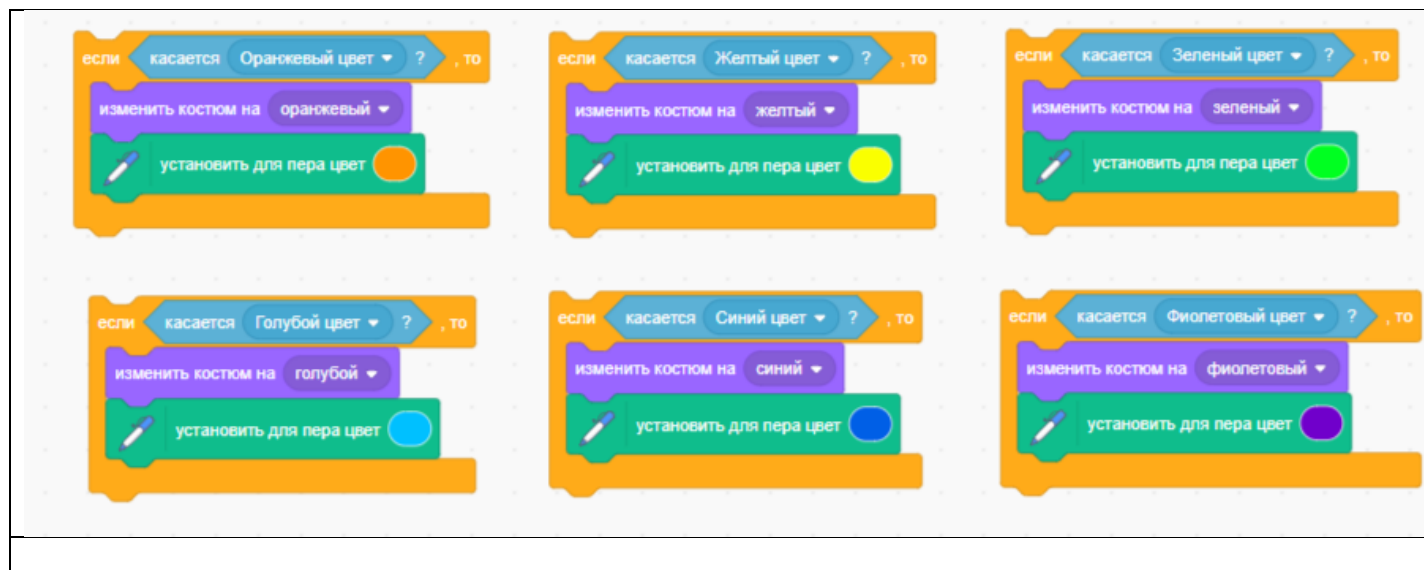 если касается Оранжевый цвет ? , то
изменить костюм на оранжевый
установить для пера цвет
если касается Желтый цвет ? , то
изменить костюм на желтый
установить для пера цвет
если касается Зеленый цвет ? , то
изменить костюм на зеленый
установить для пера цвет
если касается Голубой цвет ? , то
изменить костюм на голубой
установить для пера цвет
если касается Синий цвет ? , то
изменить костюм на синий
установить для пера цвет
если касается Фиолетовый цвет ? , то
изменить костюм на фиолетовый
установить для пера цвет